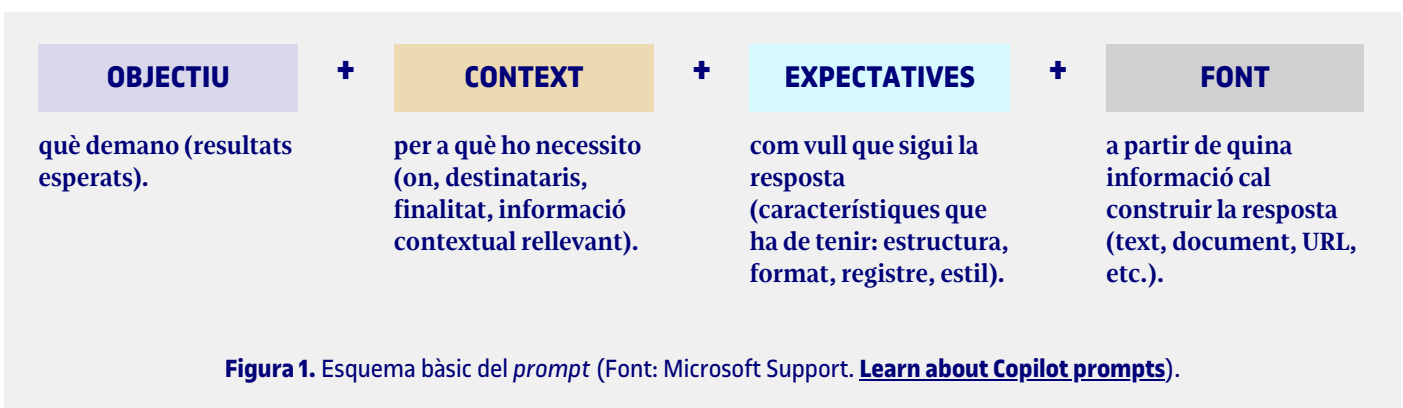 OBJECTIU + CONTEXT + EXPECTATIVES + FONT
què demano (resultats
esperats).
per a què ho necessito
(on, destinataris,
finalitat, informació
contextual rellevant).
com vull que sigui la
resposta
(característiques que
ha de tenir: estructura,
format, registre, estil).
a partir de quina
informació cal
construir la resposta
(text, document, URL,
etc.).
Figura 1. Esquema bàsic del prompt (Font: Microsoft Support. Learn about Copilot prompts).